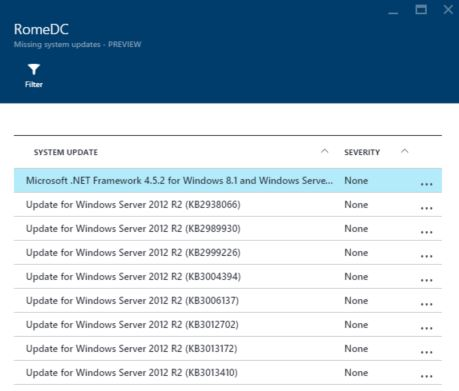 RomeDC
Missing system updates - PREVIEW
Filter
SYSTEM UPDATE SEVERITY
Microsoft .NET Framework 4.5.2 for Windows 8.1 and Windows Serve... None ...
Update for Windows Server 2012 R2 (KB2938066) None ...
Update for Windows Server 2012 R2 (KB2989930) None ...
Update for Windows Server 2012 R2 (KB2999226) None ...
Update for Windows Server 2012 R2 (KB3004394) None ...
Update for Windows Server 2012 R2 (KB3006137) None ...
Update for Windows Server 2012 R2 (KB3012702) None ...
Update for Windows Server 2012 R2 (KB3013172) None ...
Update for Windows Server 2012 R2 (KB3013410) None ...